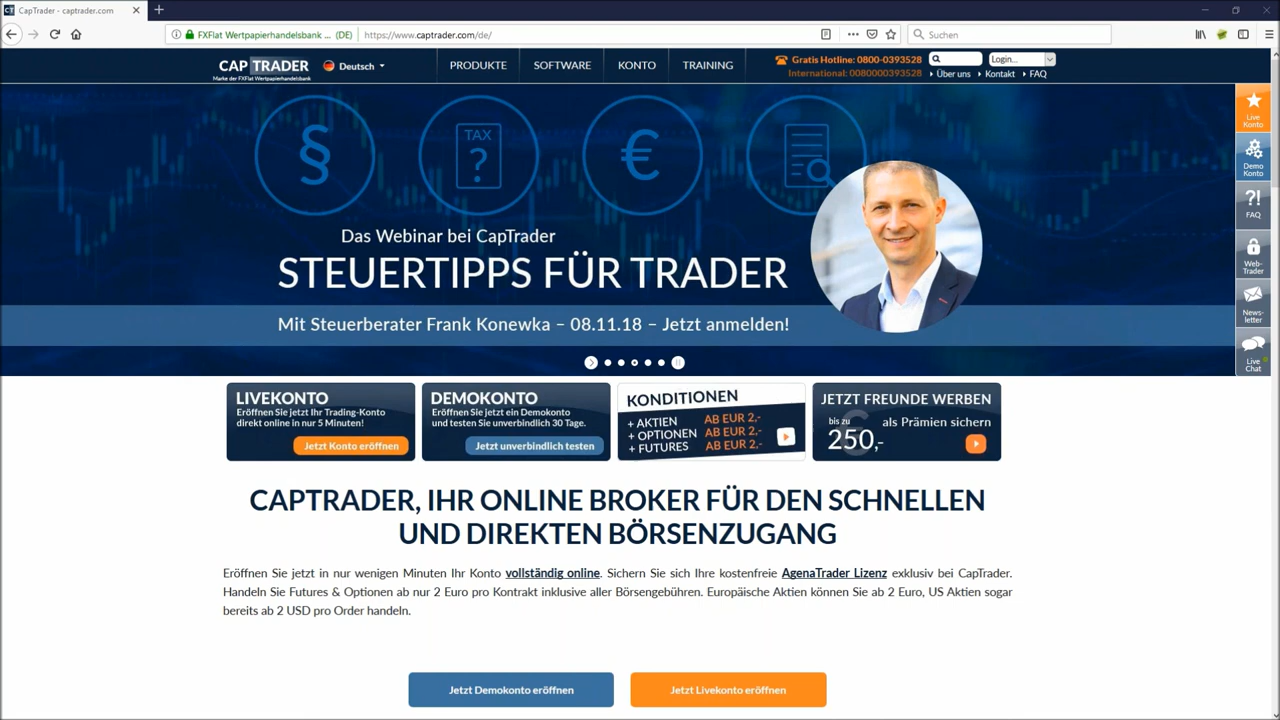 CapTrader - captrader.com
FXFlat Wertpapierhandelsbank ... (DE)
https://www.captrader.com/de/
Suchen
CAP TRADER
Marke der FXFlat Wertpapierhandelsbank
Deutsch
PRODUKTE
SOFTWARE
KONTO
TRAINING
Gratis Hotline: 0800-0393528
International: 0080000393528
Login...
Über uns
Kontakt
FAQ
§
TAX
?
€
Das Webinar bei CapTrader
STEUERTIPPS FÜR TRADER
Mit Steuerberater Frank Konewka – 08.11.18 – Jetzt anmelden!
Live
Konto
Demo
Konto
?!
FAQ
Web-
Trader
News-
letter
Live
Chat
LIVEKONTO
Eröffnen Sie jetzt Ihr Trading-Konto
direkt online in nur 5 Minuten!
Jetzt Konto eröffnen
DEMOKONTO
Eröffnen Sie jetzt ein Demokonto
und testen Sie unverbindlich 30 Tage.
Jetzt unverbindlich testen
KONDITIONEN
+ AKTIEN AB EUR 2,-
+ OPTIONEN AB EUR 2,-
+ FUTURES AB EUR 2,-
JETZT FREUNDE WERBEN
bis zu
250,-
als Prämien sichern
CAPTRADER, IHR ONLINE BROKER FÜR DEN SCHNELLEN
UND DIREKTEN BÖRSENZUGANG
Eröffnen Sie jetzt in nur wenigen Minuten Ihr Konto vollständig online. Sichern Sie sich Ihre kostenfreie AgenaTrader Lizenz exklusiv bei CapTrader.
Handeln Sie Futures & Optionen ab nur 2 Euro pro Kontrakt inklusive aller Börsengebühren. Europäische Aktien können Sie ab 2 Euro, US Aktien sogar
bereits ab 2 USD pro Order handeln.
Jetzt Demokonto eröffnen
Jetzt Livekonto eröffnen